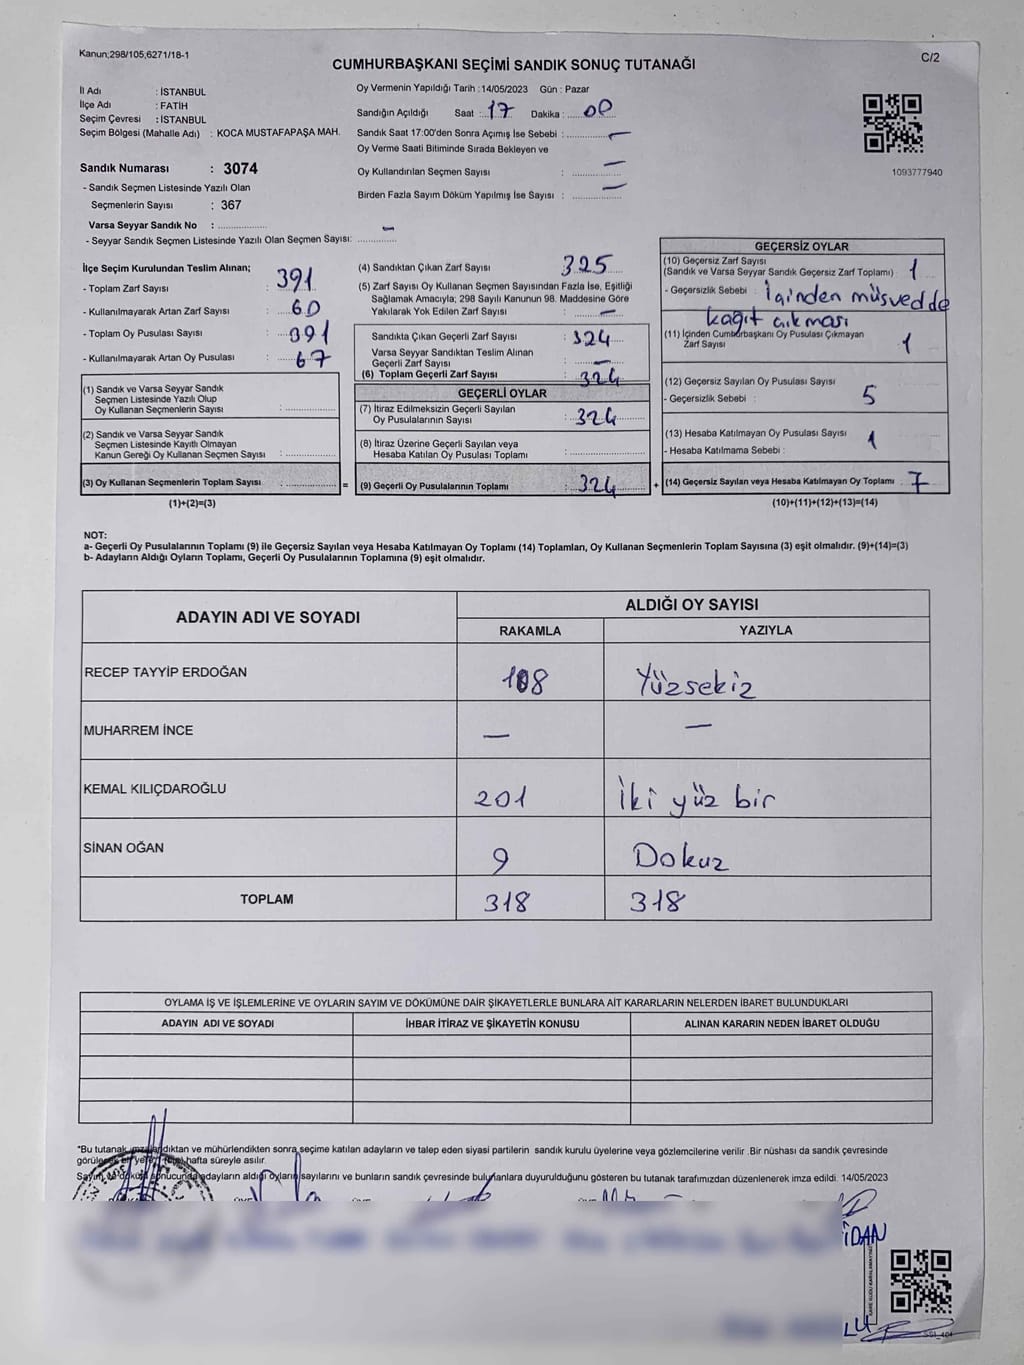 Kanun;298/105,6271/18-1
C/2
CUMHURBAŞKANI SEÇİMİ SANDIK SONUÇ TUTANAĞI
İl Adı : İSTANBUL
İlçe Adı : FATİH
Seçim Çevresi : İSTANBUL
Seçim Bölgesi (Mahalle Adı) : KOCA MUSTAFAPAŞA MAH.
Sandık Numarası : 3074
- Sandık Seçmen Listesinde Yazılı Olan
Seçmenlerin Sayısı : 367
Varsa Seyyar Sandık No : ..................
- Seyyar Sandık Seçmen Listesinde Yazılı Olan Seçmen Sayısı: –
Oy Vermenin Yapıldığı Tarih :14/05/2023 Gün : Pazar
Sandığın Açıldığı Saat :..17 Dakika :.....00
Sandık Saat 17:00'den Sonra Açımış İse Sebebi : –
Oy Verme Saati Bitiminde Sırada Bekleyen ve
Oy Kullandırılan Seçmen Sayısı : –
Birden Fazla Sayım Döküm Yapılmış İse Sayısı : –
1093777940
İlçe Seçim Kurulundan Teslim Alınan;
- Toplam Zarf Sayısı : 391
- Kullanılmayarak Artan Zarf Sayısı : 60
- Toplam Oy Pusulası Sayısı : 391
- Kullanılmayarak Artan Oy Pusulası : 67
(1) Sandık ve Varsa Seyyar Sandık
Seçmen Listesinde Yazılı Olup
Oy Kullanan Seçmenlerin Sayısı :..................
(2) Sandık ve Varsa Seyyar Sandık
Seçmen Listesinde Kayıtlı Olmayan
Kanun Gereği Oy Kullanan Seçmen Sayısı :..................
(3) Oy Kullanan Seçmenlerin Toplam Sayısı :.................. =
(1)+(2)=(3)
(4) Sandıktan Çıkan Zarf Sayısı : 325
(5) Zarf Sayısı Oy Kullanan Seçmen Sayısından Fazla İse, Eşitliği
Sağlamak Amacıyla; 298 Sayılı Kanunun 98. Maddesine Göre
Yakılarak Yok Edilen Zarf Sayısı : –
Sandıkta Çıkan Geçerli Zarf Sayısı : 324
Varsa Seyyar Sandıktan Teslim Alınan
Geçerli Zarf Sayısı : –
(6) Toplam Geçerli Zarf Sayısı : 324
GEÇERLİ OYLAR
(7) İtiraz Edilmeksizin Geçerli Sayılan
Oy Pusulalarının Sayısı : 324
(8) İtiraz Üzerine Geçerli Sayılan veya
Hesaba Katılan Oy Pusulası Toplamı :..................
(9) Geçerli Oy Pusulalarının Toplamı : 324 +
GEÇERSİZ OYLAR
(10) Geçersiz Zarf Sayısı
(Sandık ve Varsa Seyyar Sandık Geçersiz Zarf Toplamı) : 1
- Geçersizlik Sebebi : İçinden müsvedde
kağıt çıkması
(11) İçinden Cumhurbaşkanı Oy Pusulası Çıkmayan
Zarf Sayısı 1
(12) Geçersiz Sayılan Oy Pusulası Sayısı
- Geçersizlik Sebebi : 5
(13) Hesaba Katılmayan Oy Pusulası Sayısı 1
- Hesaba Katılmama Sebebi :
(14) Geçersiz Sayılan veya Hesaba Katılmayan Oy Toplamı : 7
(10)+(11)+(12)+(13)=(14)
NOT:
a- Geçerli Oy Pusulalarının Toplamı (9) ile Geçersiz Sayılan veya Hesaba Katılmayan Oy Toplamı (14) Toplamları, Oy Kullanan Seçmenlerin Toplam Sayısına (3) eşit olmalıdır. (9)+(14)=(3)
b- Adayların Aldığı Oyların Toplamı, Geçerli Oy Pusulalarının Toplamına (9) eşit olmalıdır.
ADAYIN ADI VE SOYADI ALDIĞI OY SAYISI
RAKAMLA YAZIYLA
RECEP TAYYİP ERDOĞAN 108 Yüzsekiz
MUHARREM İNCE – –
KEMAL KILIÇDAROĞLU 201 İki yüz bir
SİNAN OĞAN 9 Dokuz
TOPLAM 318 318
OYLAMA İŞ VE İŞLEMLERİNE VE OYLARIN SAYIM VE DÖKÜMÜNE DAİR ŞİKAYETLERLE BUNLARA AİT KARARLARIN NELERDEN İBARET BULUNDUKLARI
ADAYIN ADI VE SOYADI İHBAR İTİRAZ VE ŞİKAYETİN KONUSU ALINAN KARARIN NEDEN İBARET OLDUĞU
*Bu tutanak imzalandıktan ve mühürlendikten sonra seçime katılan adayların ve talep eden siyasi partilerin sandık kurulu üyelerine veya gözlemcilerine verilir .Bir nüshası da sandık çevresinde
hafta süreyle asılır.
sonucunda adayların aldığı oyların sayılarını ve bunların sandık çevresinde bulunanlara duyurulduğunu gösteren bu tutanak tarafımızdan düzenlenerek imza edildi. 14/05/2023
İDAN
LU